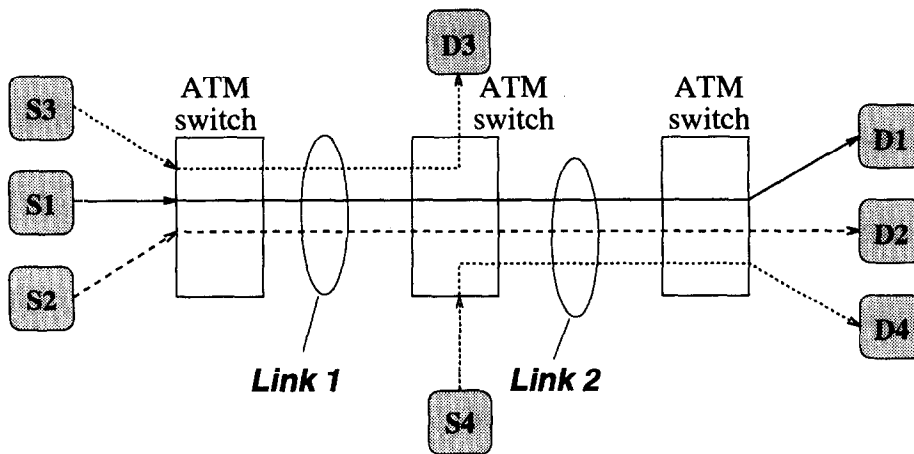 D3
S3
ATM
switch
ATM
switch
ATM
switch
D1
S1
D2
S2
D4
Link 1
Link 2
S4